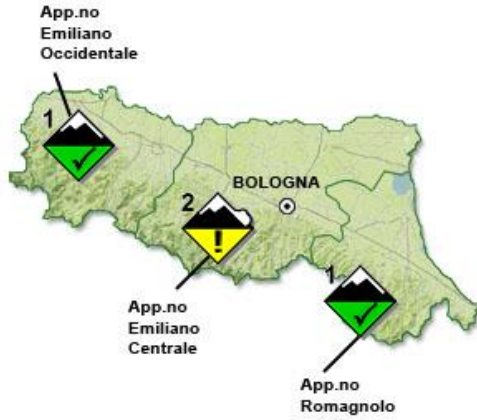 App.no
Emiliano
Occidentale
1
2
BOLOGNA
!
1
App.no
Emiliano
Centrale
App.no
Romagnolo